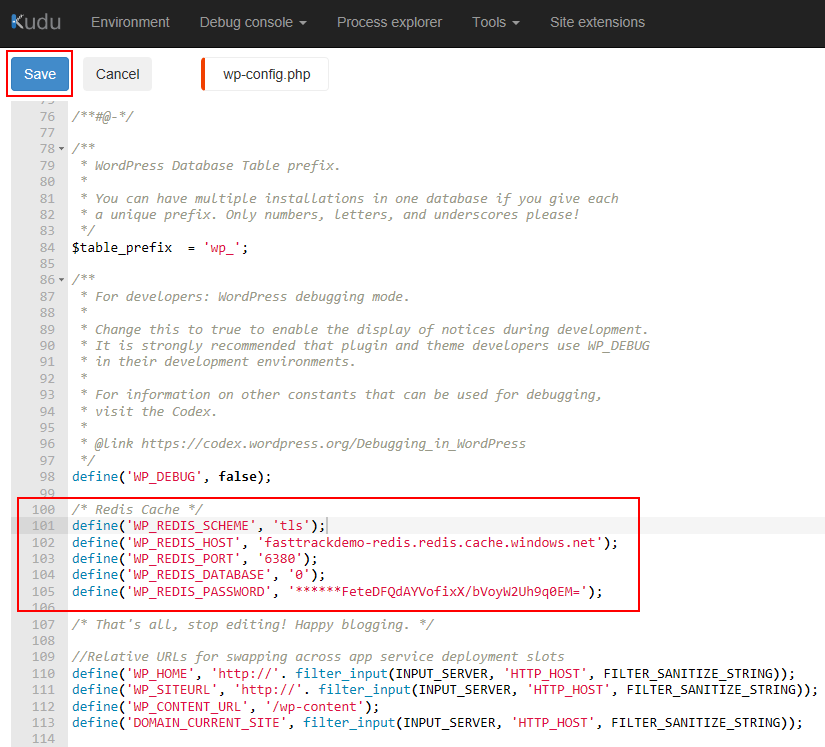 Kudu Environment Debug console Process explorer Tools Site extensions
Save Cancel wp-config.php
75
76 /**#@-*/
77
78 /**
79  * WordPress Database Table prefix.
80  *
81  * You can have multiple installations in one database if you give each
82  * a unique prefix. Only numbers, letters, and underscores please!
83  */
84 $table_prefix  = 'wp_';
85
86 /**
87  * For developers: WordPress debugging mode.
88  *
89  * Change this to true to enable the display of notices during development.
90  * It is strongly recommended that plugin and theme developers use WP_DEBUG
91  * in their development environments.
92  *
93  * For information on other constants that can be used for debugging,
94  * visit the Codex.
95  *
96  * @link https://codex.wordpress.org/Debugging_in_WordPress
97  */
98 define('WP_DEBUG', false);
99
100 /* Redis Cache */
101 define('WP_REDIS_SCHEME', 'tls');
102 define('WP_REDIS_HOST', 'fasttrackdemo-redis.redis.cache.windows.net');
103 define('WP_REDIS_PORT', '6380');
104 define('WP_REDIS_DATABASE', '0');
105 define('WP_REDIS_PASSWORD', '******FeteDFQdAYVofixX/bVoyW2Uh9q0EM=');
106
107 /* That's all, stop editing! Happy blogging. */
108
109 //Relative URLs for swapping across app service deployment slots
110 define('WP_HOME', 'http://'. filter_input(INPUT_SERVER, 'HTTP_HOST', FILTER_SANITIZE_STRING));
111 define('WP_SITEURL', 'http://'. filter_input(INPUT_SERVER, 'HTTP_HOST', FILTER_SANITIZE_STRING));
112 define('WP_CONTENT_URL', '/wp-content');
113 define('DOMAIN_CURRENT_SITE', filter_input(INPUT_SERVER, 'HTTP_HOST', FILTER_SANITIZE_STRING));
114